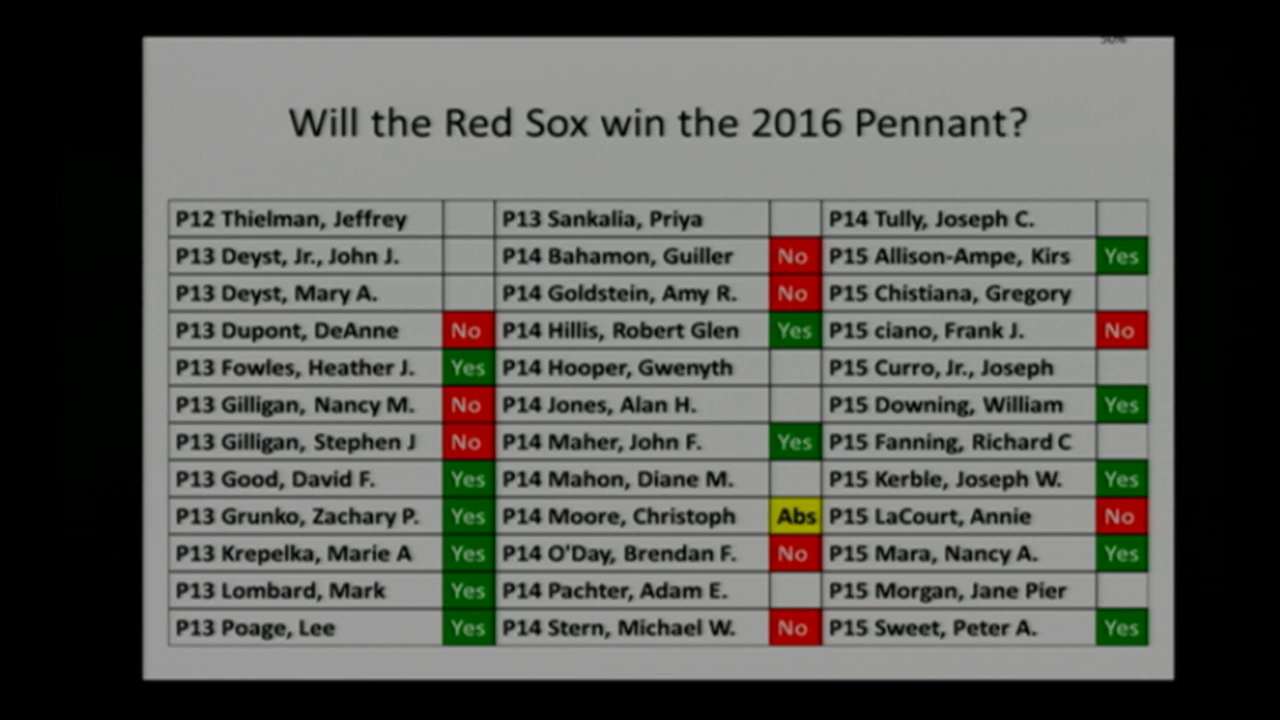 50%
Will the Red Sox win the 2016 Pennant?
P12 Thielman, Jeffrey P13 Sankalia, Priya P14 Tully, Joseph C.
P13 Deyst, Jr., John J. P14 Bahamon, Guiller No P15 Allison-Ampe, Kirs Yes
P13 Deyst, Mary A. P14 Goldstein, Amy R. No P15 Chistiana, Gregory
P13 Dupont, DeAnne No P14 Hillis, Robert Glen Yes P15 ciano, Frank J. No
P13 Fowles, Heather J. Yes P14 Hooper, Gwenyth P15 Curro, Jr., Joseph
P13 Gilligan, Nancy M. No P14 Jones, Alan H. P15 Downing, William Yes
P13 Gilligan, Stephen J No P14 Maher, John F. Yes P15 Fanning, Richard C
P13 Good, David F. Yes P14 Mahon, Diane M. P15 Kerble, Joseph W. Yes
P13 Grunko, Zachary P. Yes P14 Moore, Christoph Abs P15 LaCourt, Annie No
P13 Krepelka, Marie A Yes P14 O'Day, Brendan F. No P15 Mara, Nancy A. Yes
P13 Lombard, Mark Yes P14 Pachter, Adam E. P15 Morgan, Jane Pier
P13 Poage, Lee Yes P14 Stern, Michael W. No P15 Sweet, Peter A. Yes